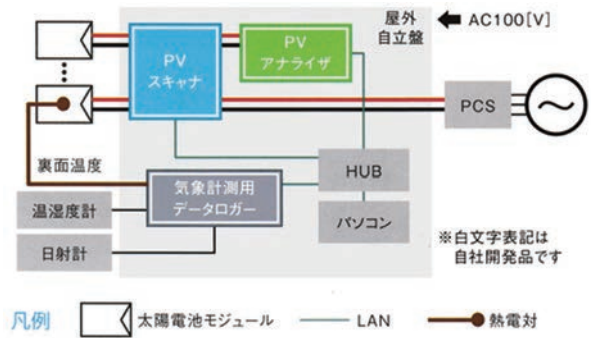 屋外
自立盤
AC100[V]
PV
スキャナ
PV
アナライザ
PCS
裏面温度
気象計測用
データロガー
HUB
温湿度計
パソコン
日射計
※白文字表記は
自社開発品です
凡例
太陽電池モジュール
LAN
熱電対